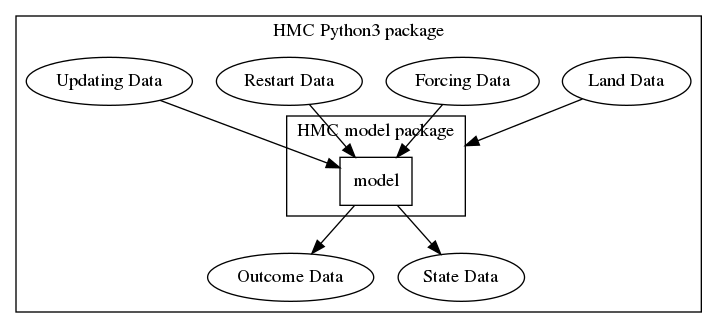 HMC Python3 package
Updating Data
Restart Data
Forcing Data
Land Data
HMC model package
model
Outcome Data
State Data